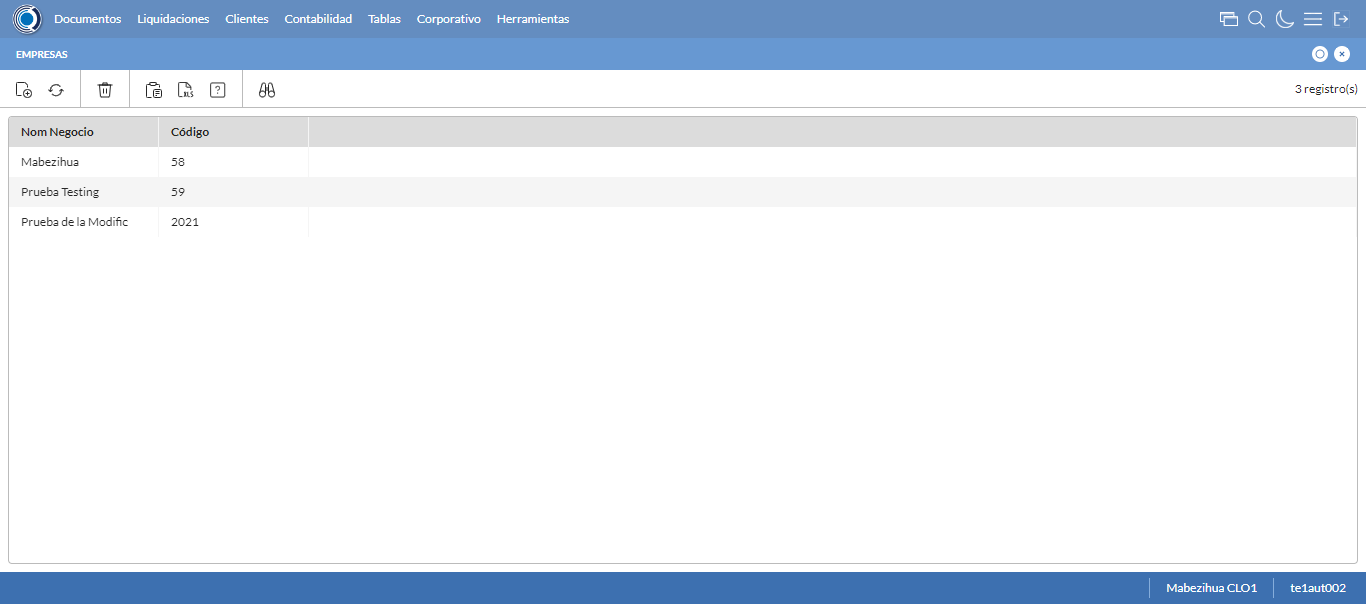 Documentos Liquidaciones Clientes Contabilidad Tablas Corporativo Herramientas
EMPRESAS
XLS ? 3 registro(s)
Nom Negocio Código
Mabezihua 58
Prueba Testing 59
Prueba de la Modific 2021
Mabezihua CLO1 te1aut002